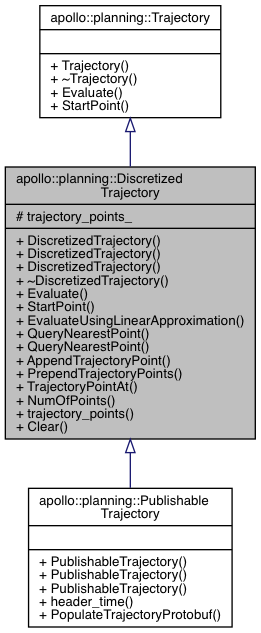 apollo::planning::Trajectory
+ Trajectory()
+ ~Trajectory()
+ Evaluate()
+ StartPoint()
apollo::planning::Discretized
Trajectory
# trajectory_points_
+ DiscretizedTrajectory()
+ DiscretizedTrajectory()
+ DiscretizedTrajectory()
+ ~DiscretizedTrajectory()
+ Evaluate()
+ StartPoint()
+ EvaluateUsingLinearApproximation()
+ QueryNearestPoint()
+ QueryNearestPoint()
+ AppendTrajectoryPoint()
+ PrependTrajectoryPoints()
+ TrajectoryPointAt()
+ NumOfPoints()
+ trajectory_points()
+ Clear()
apollo::planning::Publishable
Trajectory
+ PublishableTrajectory()
+ PublishableTrajectory()
+ PublishableTrajectory()
+ header_time()
+ PopulateTrajectoryProtobuf()